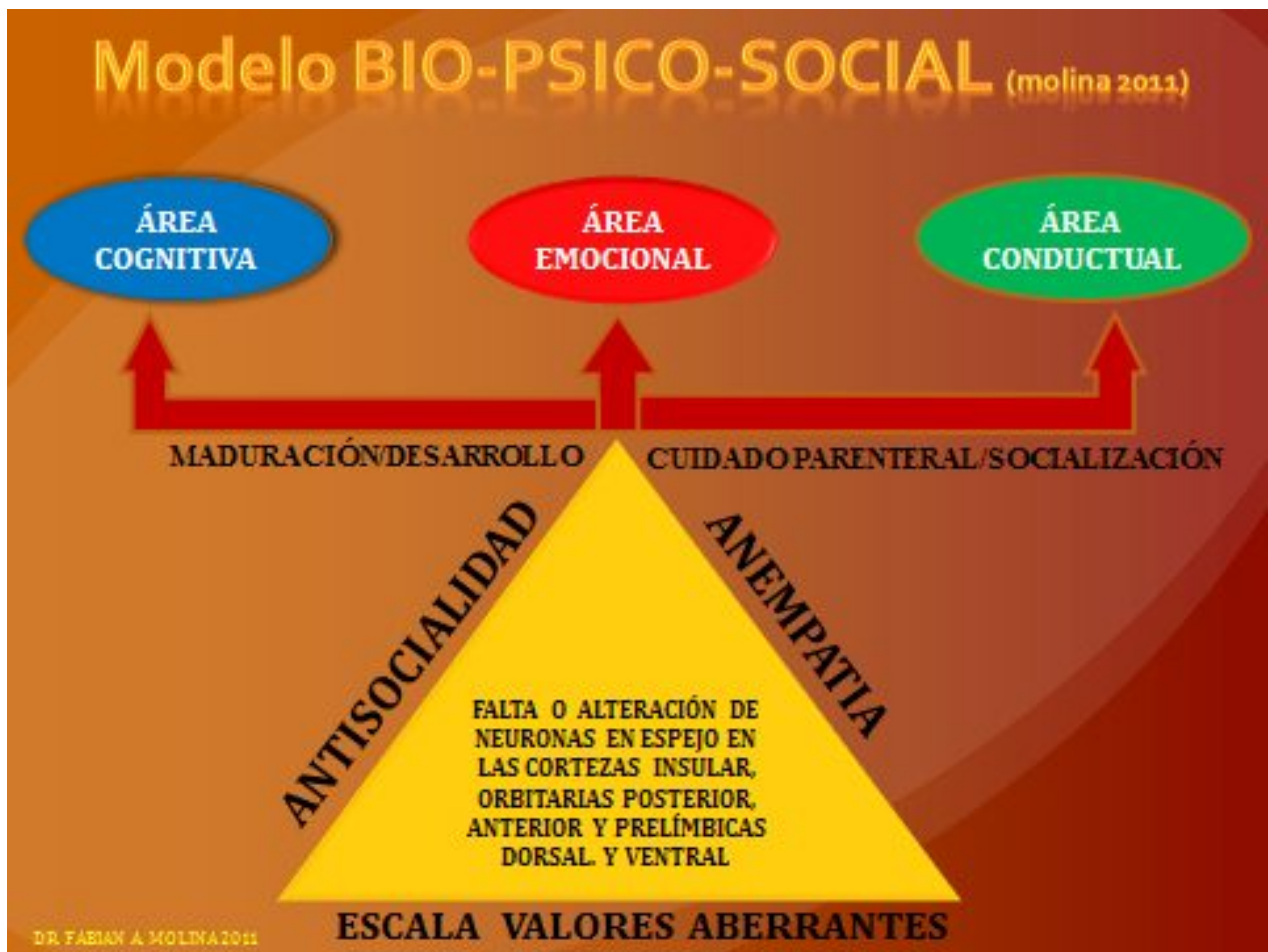 Modelo BIO-PSICO-SOCIAL (molina 2011)
ÁREA
COGNITIVA
ÁREA
EMOCIONAL
ÁREA
CONDUCTUAL
MADURACIÓN/DESARROLLO
CUIDADO PARENTERAL/SOCIALIZACIÓN
ANTISOCIALIDAD
ANEMPATIA
FALTA O ALTERACIÓN DE
NEURONAS EN ESPEJO EN
LAS CORTEZAS INSULAR,
ORBITARIAS POSTERIOR,
ANTERIOR Y PRELÍMBICAS
DORSAL. Y VENTRAL
ESCALA VALORES ABERRANTES
DR. FABIAN A. MOLINA 2011